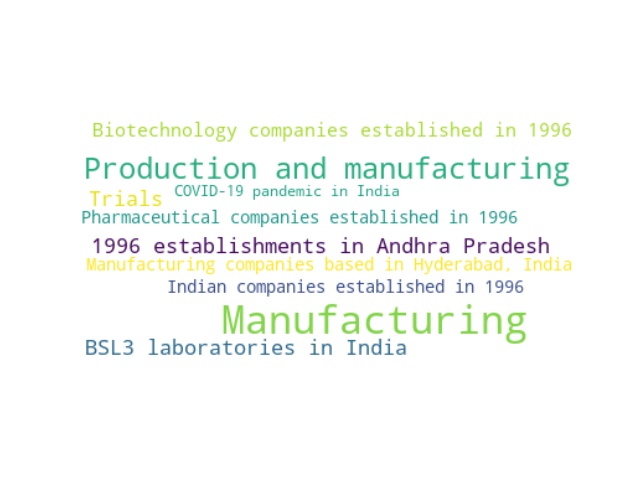 Biotechnology companies established in 1996
Production and manufacturing
Trials
COVID-19 pandemic in India
Pharmaceutical companies established in 1996
1996 establishments in Andhra Pradesh
Manufacturing companies based in Hyderabad, India
Indian companies established in 1996
Manufacturing
BSL3 laboratories in India